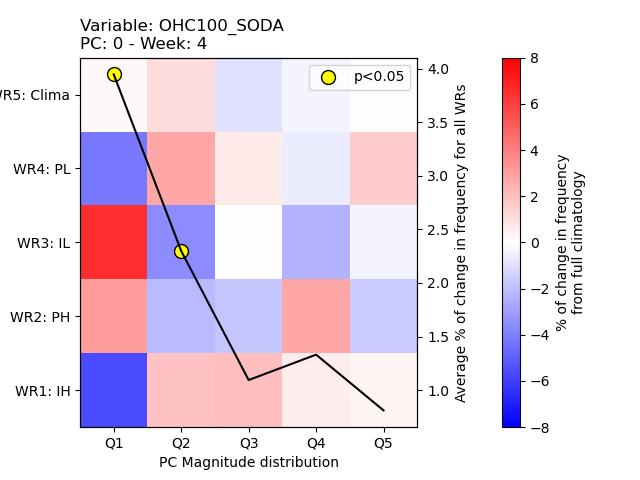 Variable: OHC100_SODA
PC: 0 - Week: 4
p<0.05
WR5: Clima
WR4: PL
WR3: IL
WR2: PH
WR1: IH
Q1 Q2 Q3 Q4 Q5
PC Magnitude distribution
4.0
3.5
3.0
2.5
2.0
1.5
1.0
Average % of change in frequency for all WRs
8
6
4
2
0
−2
−4
−6
−8
% of change in frequency
from full climatology